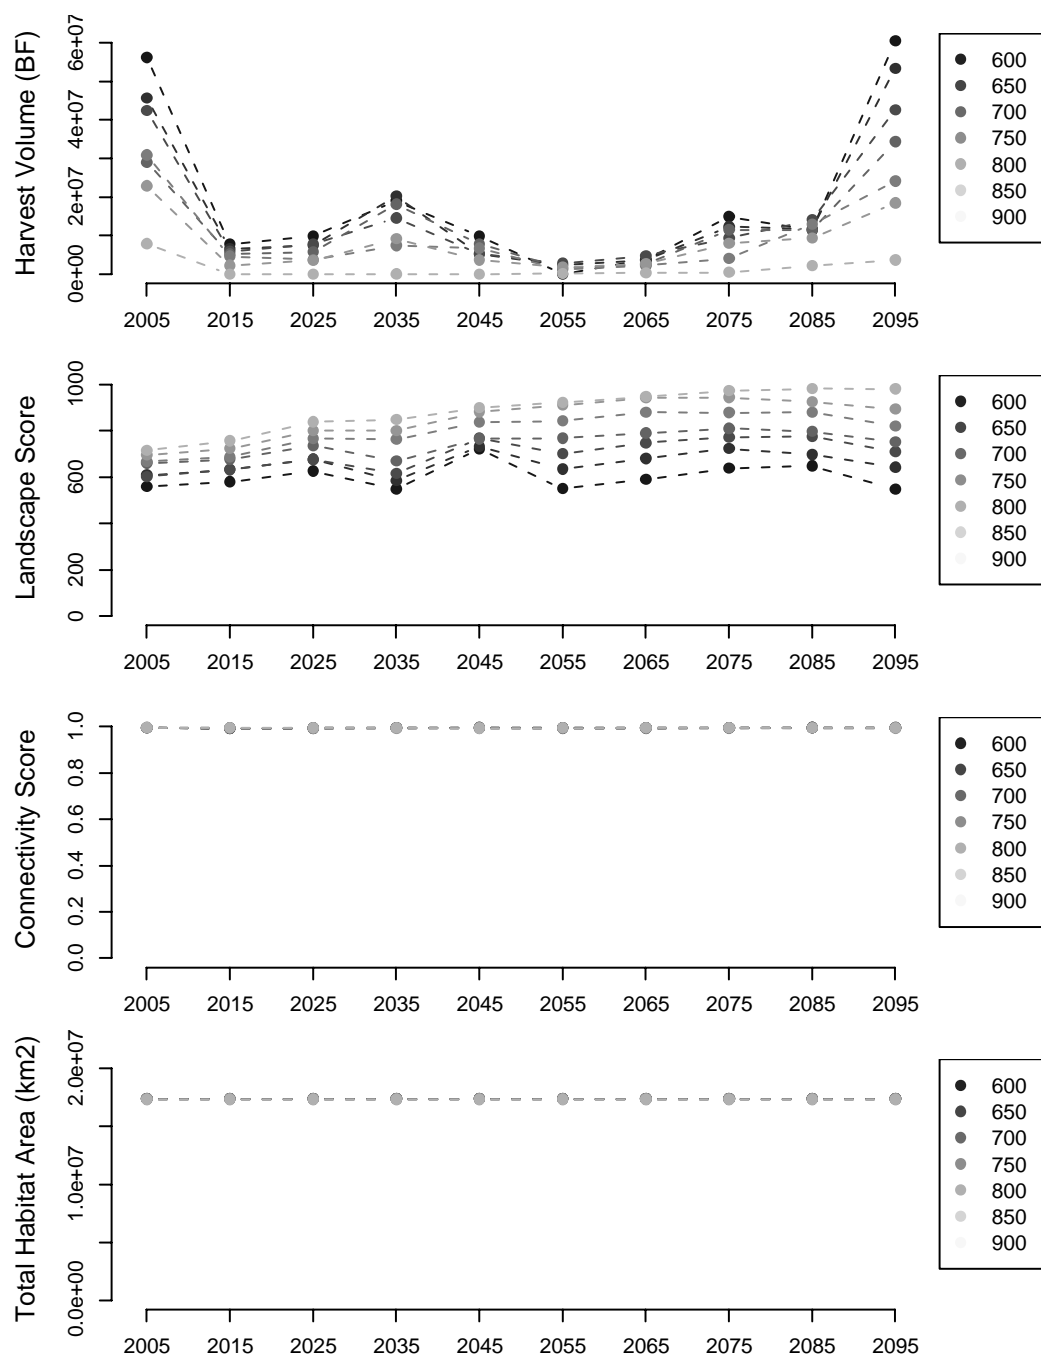 Harvest Volume (BF)
6e+07
4e+07
2e+07
0e+00
2005 2015 2025 2035 2045 2055 2065 2075 2085 2095
600
650
700
750
800
850
900
Landscape Score
1000
600
200
0
2005 2015 2025 2035 2045 2055 2065 2075 2085 2095
600
650
700
750
800
850
900
Connectivity Score
1.0
0.8
0.6
0.4
0.2
0.0
2005 2015 2025 2035 2045 2055 2065 2075 2085 2095
600
650
700
750
800
850
900
Total Habitat Area (km2)
2.0e+07
1.0e+07
0.0e+00
2005 2015 2025 2035 2045 2055 2065 2075 2085 2095
600
650
700
750
800
850
900